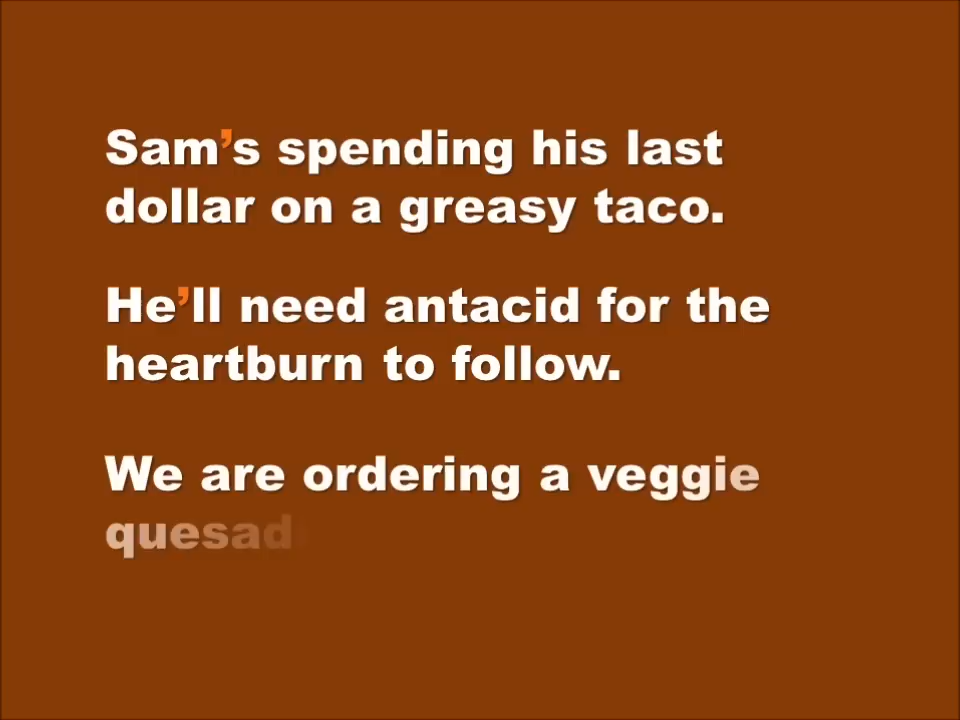 Sam’s spending his last
dollar on a greasy taco.
He’ll need antacid for the
heartburn to follow.
We are ordering a veggie